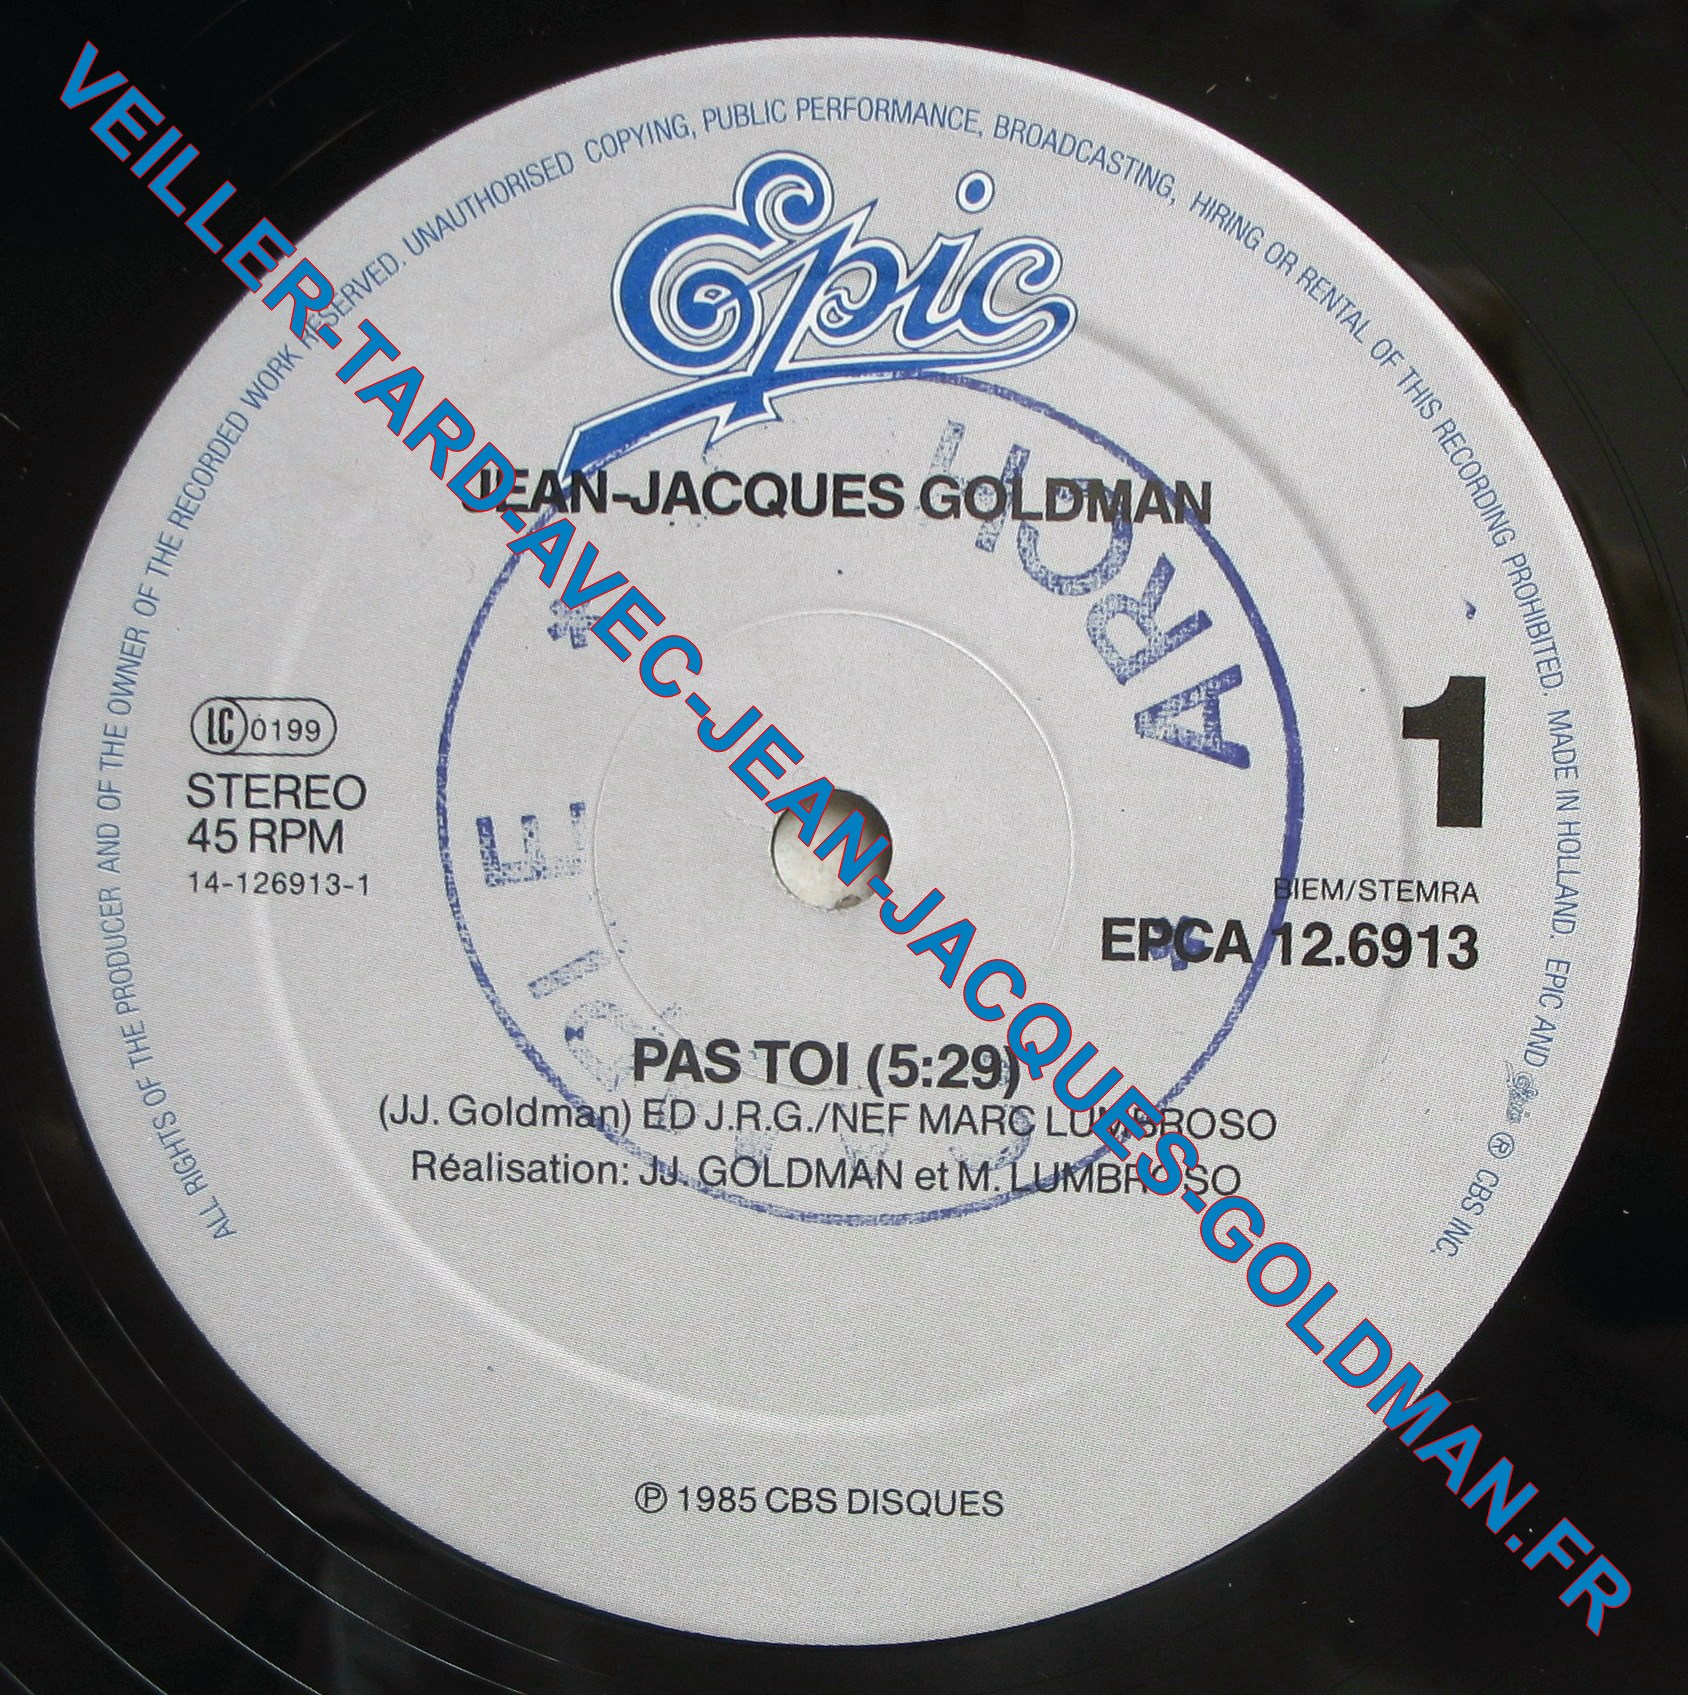 VEILLER-TARD-AVEC-JEAN-JACQUES-GOLDMAN.FR
ALL RIGHTS OF THE PRODUCER AND OF THE OWNER OF THE RECORDED WORK RESERVED. UNAUTHORISED COPYING, PUBLIC PERFORMANCE, BROADCASTING, HIRING OR RENTAL OF THIS RECORDING PROHIBITED. MADE IN HOLLAND. EPIC AND Epic ® CBS INC.
Epic
JEAN-JACQUES GOLDMAN
LC 0199
STEREO
45 RPM
14-126913-1
1
BIEM/STEMRA
EPCA 12.6913
PAS TOI (5:29)
(JJ. Goldman) ED J.R.G./NEF MARC LUMBROSO
Réalisation: JJ. GOLDMAN et M. LUMBROSO
℗ 1985 CBS DISQUES